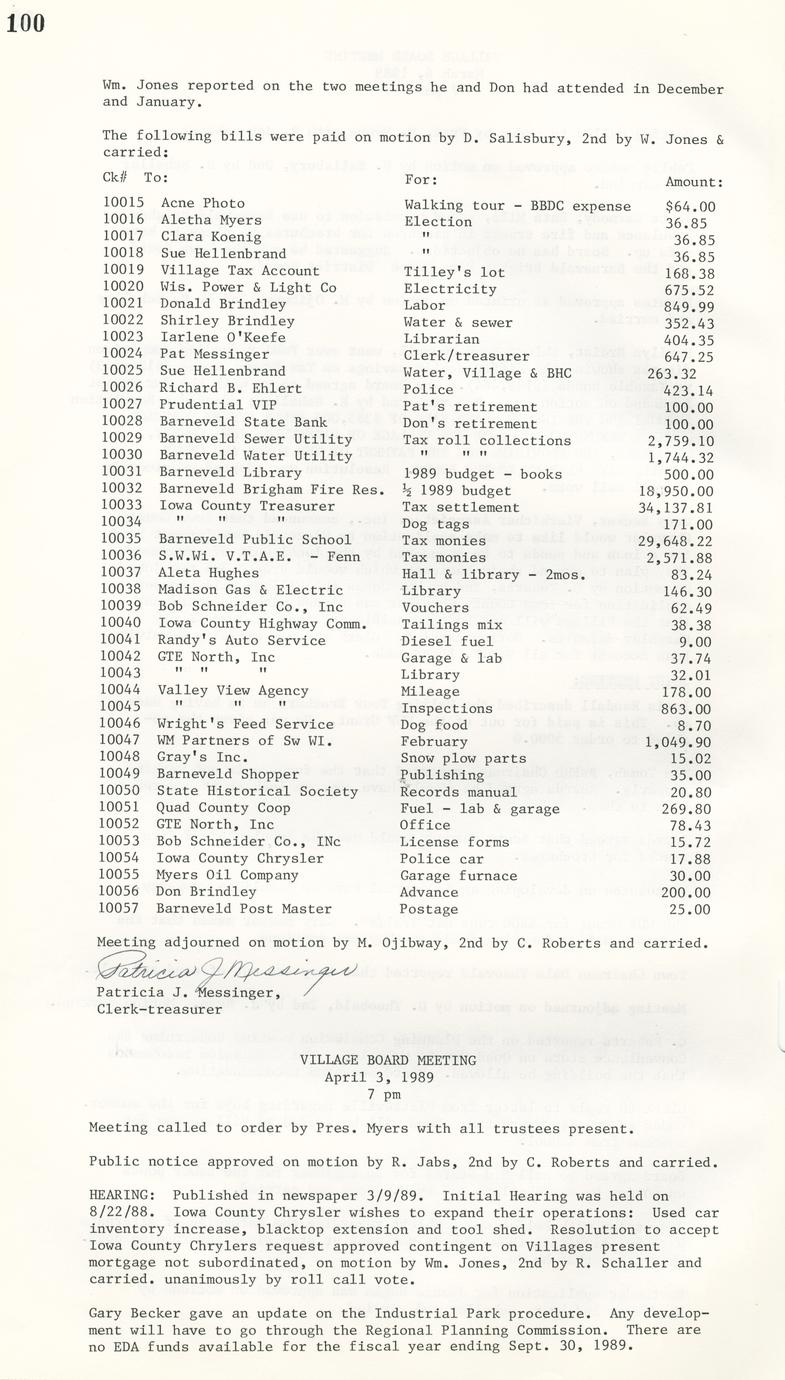 100
Wm. Jones reported on the two meetings he and Don had attended in December
and January.
The following bills were paid on motion by D. Salisbury, 2nd by W. Jones &
carried:
Ck# To: For: Amount:
10015 Acne Photo Walking tour - BBDC expense $64.00
10016 Aletha Myers Election 36.85
10017 Clara Koenig " 36.85
10018 Sue Hellenbrand " 36.85
10019 Village Tax Account Tilley's lot 168.38
10020 Wis. Power & Light Co Electricity 675.52
10021 Donald Brindley Labor 849.99
10022 Shirley Brindley Water & sewer 352.43
10023 Iarlene O'Keefe Librarian 404.35
10024 Pat Messinger Clerk/treasurer 647.25
10025 Sue Hellenbrand Water, Village & BHC 263.32
10026 Richard B. Ehlert Police 423.14
10027 Prudential VIP Pat's retirement 100.00
10028 Barneveld State Bank Don's retirement 100.00
10029 Barneveld Sewer Utility Tax roll collections 2,759.10
10030 Barneveld Water Utility " " " 1,744.32
10031 Barneveld Library 1989 budget - books 500.00
10032 Barneveld Brigham Fire Res. ½ 1989 budget 18,950.00
10033 Iowa County Treasurer Tax settlement 34,137.81
10034 " " " Dog tags 171.00
10035 Barneveld Public School Tax monies 29,648.22
10036 S.W.Wi. V.T.A.E. - Fenn Tax monies 2,571.88
10037 Aleta Hughes Hall & library - 2mos. 83.24
10038 Madison Gas & Electric Library 146.30
10039 Bob Schneider Co., Inc Vouchers 62.49
10040 Iowa County Highway Comm. Tailings mix 38.38
10041 Randy's Auto Service Diesel fuel 9.00
10042 GTE North, Inc Garage & lab 37.74
10043 " " " Library 32.01
10044 Valley View Agency Mileage 178.00
10045 " " " Inspections 863.00
10046 Wright's Feed Service Dog food 8.70
10047 WM Partners of Sw WI. February 1,049.90
10048 Gray's Inc. Snow plow parts 15.02
10049 Barneveld Shopper Publishing 35.00
10050 State Historical Society Records manual 20.80
10051 Quad County Coop Fuel - lab & garage 269.80
10052 GTE North, Inc Office 78.43
10053 Bob Schneider Co., INc License forms 15.72
10054 Iowa County Chrysler Police car 17.88
10055 Myers Oil Company Garage furnace 30.00
10056 Don Brindley Advance 200.00
10057 Barneveld Post Master Postage 25.00
Meeting adjourned on motion by M. Ojibway, 2nd by C. Roberts and carried.
Patricia J Messinger
Patricia J. Messinger,
Clerk-treasurer
VILLAGE BOARD MEETING
April 3, 1989
7 pm
Meeting called to order by Pres. Myers with all trustees present.
Public notice approved on motion by R. Jabs, 2nd by C. Roberts and carried.
HEARING: Published in newspaper 3/9/89. Initial Hearing was held on
8/22/88. Iowa County Chrysler wishes to expand their operations: Used car
inventory increase, blacktop extension and tool shed. Resolution to accept
Iowa County Chrylers request approved contingent on Villages present
mortgage not subordinated, on motion by Wm. Jones, 2nd by R. Schaller and
carried. unanimously by roll call vote.
Gary Becker gave an update on the Industrial Park procedure. Any develop-
ment will have to go through the Regional Planning Commission. There are
no EDA funds available for the fiscal year ending Sept. 30, 1989.